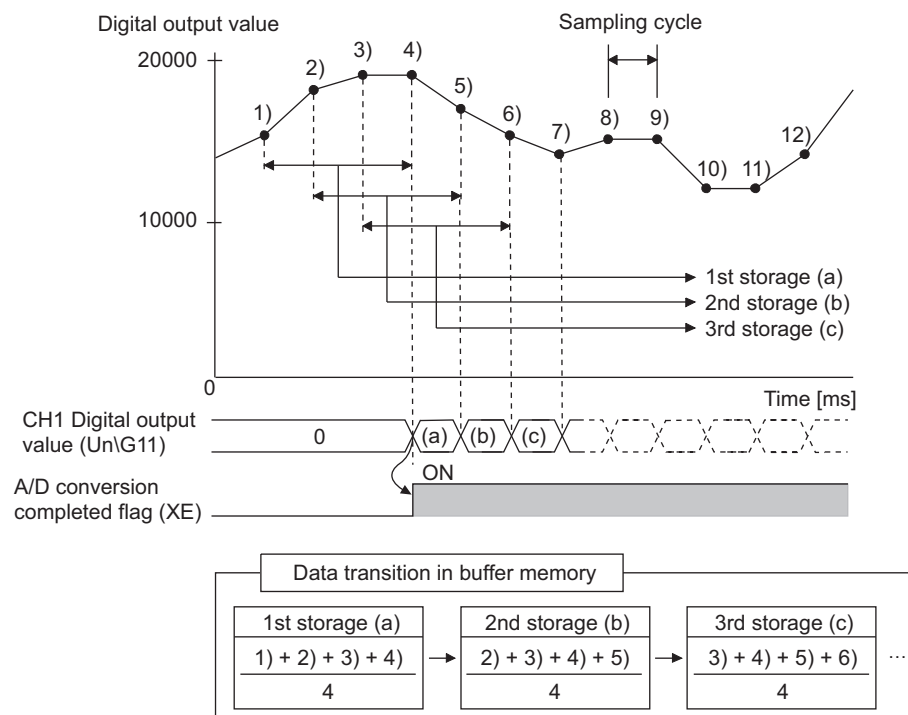 Digital output value
Sampling cycle
20000
10000
0
1)
2)
3)
4)
5)
6)
7)
8)
9)
10)
11)
12)
1st storage (a)
2nd storage (b)
3rd storage (c)
Time [ms]
CH1 Digital output
value (Un\G11)
0
(a)
(b)
(c)
ON
A/D conversion
completed flag (XE)
Data transition in buffer memory
1st storage (a)
1) + 2) + 3) + 4)
4
2nd storage (b)
2) + 3) + 4) + 5)
4
3rd storage (c)
3) + 4) + 5) + 6)
4
...